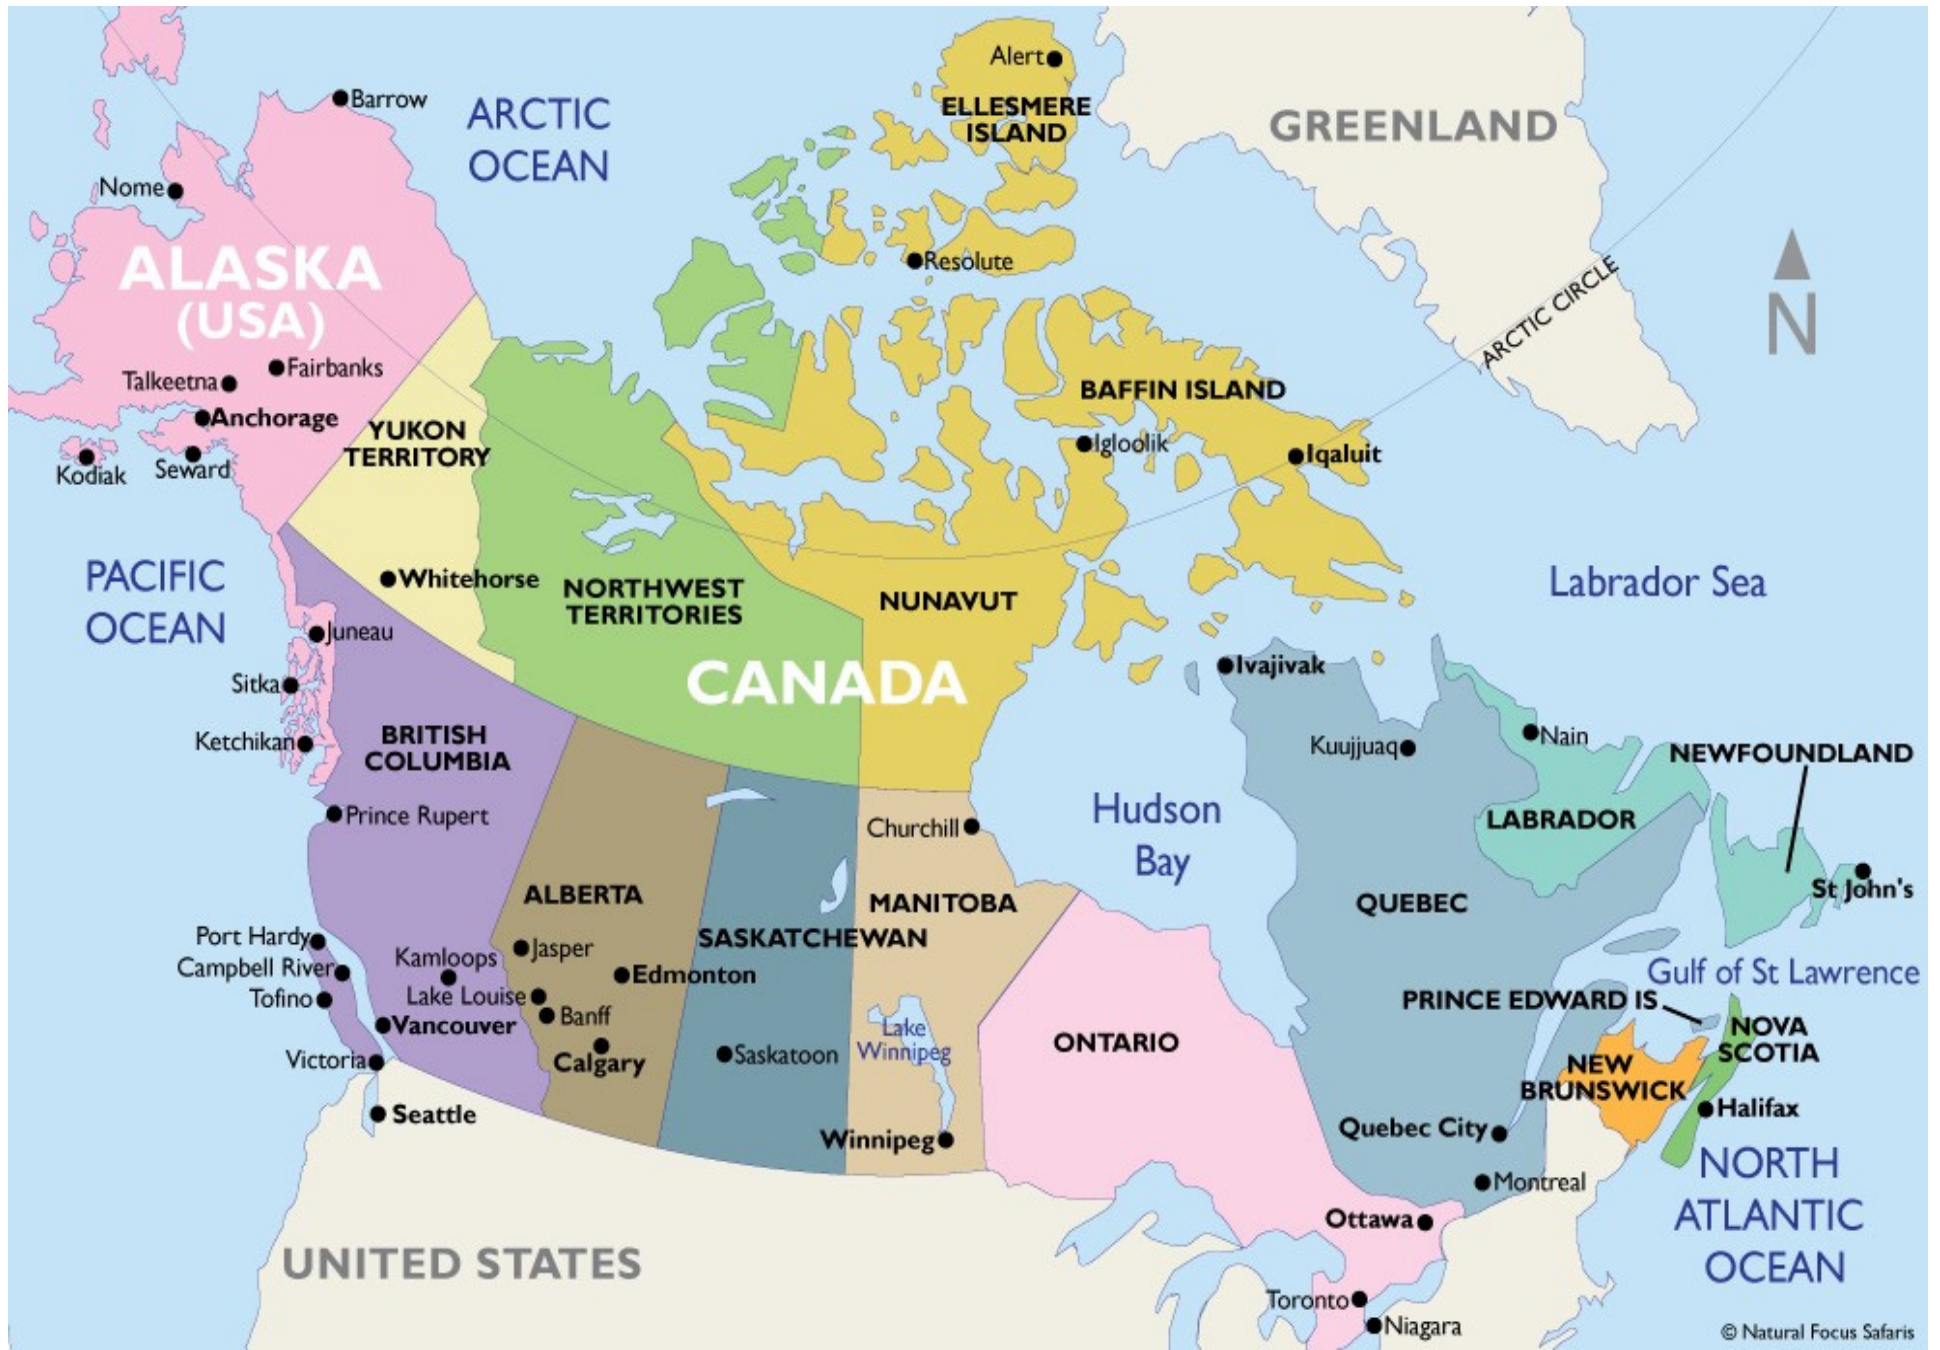 Alert
Barrow
ARCTIC
OCEAN
ELLESMERE
ISLAND
GREENLAND
Nome
ALASKA
(USA)
Resolute
ARCTIC CIRCLE
N
Fairbanks
Talkeetna
Anchorage
BAFFIN ISLAND
YUKON
TERRITORY
Igloolik
Iqaluit
Kodiak
Seward
PACIFIC
OCEAN
Whitehorse
NORTHWEST
TERRITORIES
NUNAVUT
Labrador Sea
Juneau
CANADA
Sitka
Ivajivak
Ketchikan
BRITISH
COLUMBIA
Kuujjuaq
Nain
NEWFOUNDLAND
Prince Rupert
Churchill
Hudson
Bay
LABRADOR
ALBERTA
MANITOBA
QUEBEC
St John's
Port Hardy
Campbell River
Tofino
Kamloops
Jasper
SASKATCHEWAN
Edmonton
Lake Louise
Banff
Gulf of St Lawrence
PRINCE EDWARD IS
Vancouver
Calgary
Saskatoon
Lake
Winnipeg
ONTARIO
NOVA
SCOTIA
Victoria
NEW
BRUNSWICK
Seattle
Winnipeg
Quebec City
Halifax
Montreal
NORTH
ATLANTIC
OCEAN
Ottawa
UNITED STATES
Toronto
Niagara
© Natural Focus Safaris